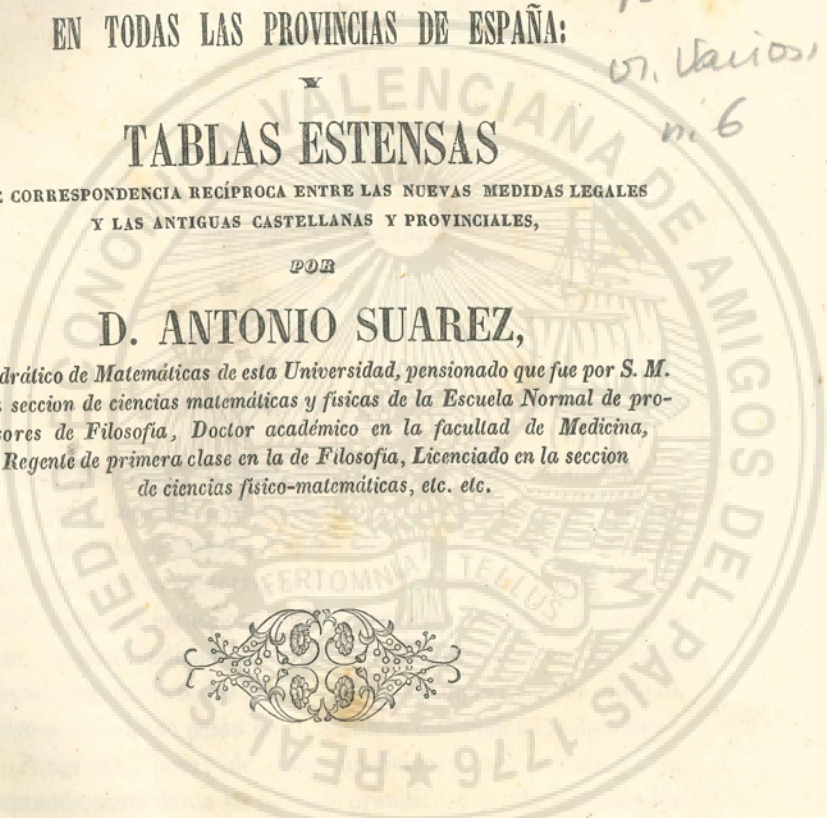 EN TODAS LAS PROVINCIAS DE ESPAÑA:
Y
TABLAS ESTENSAS
CORRESPONDENCIA RECÍPROCA ENTRE LAS NUEVAS MEDIDAS LEGALES
Y LAS ANTIGUAS CASTELLANAS Y PROVINCIALES,
POR
D. ANTONIO SUAREZ,
drático de Matemáticas de esta Universidad, pensionado que fue por S. M.
seccion de ciencias matemáticas y físicas de la Escuela Normal de pro-
sores de Filosofía, Doctor académico en la facultad de Medicina,
Regente de primera clase en la de Filosofía, Licenciado en la seccion
de ciencias físico-matemáticas, etc. etc.
Varios,
n. 6
REAL SOCIEDAD ECONOMICA VALENCIANA DE AMIGOS DEL PAIS 1776
FERT OMNIA TELLUS